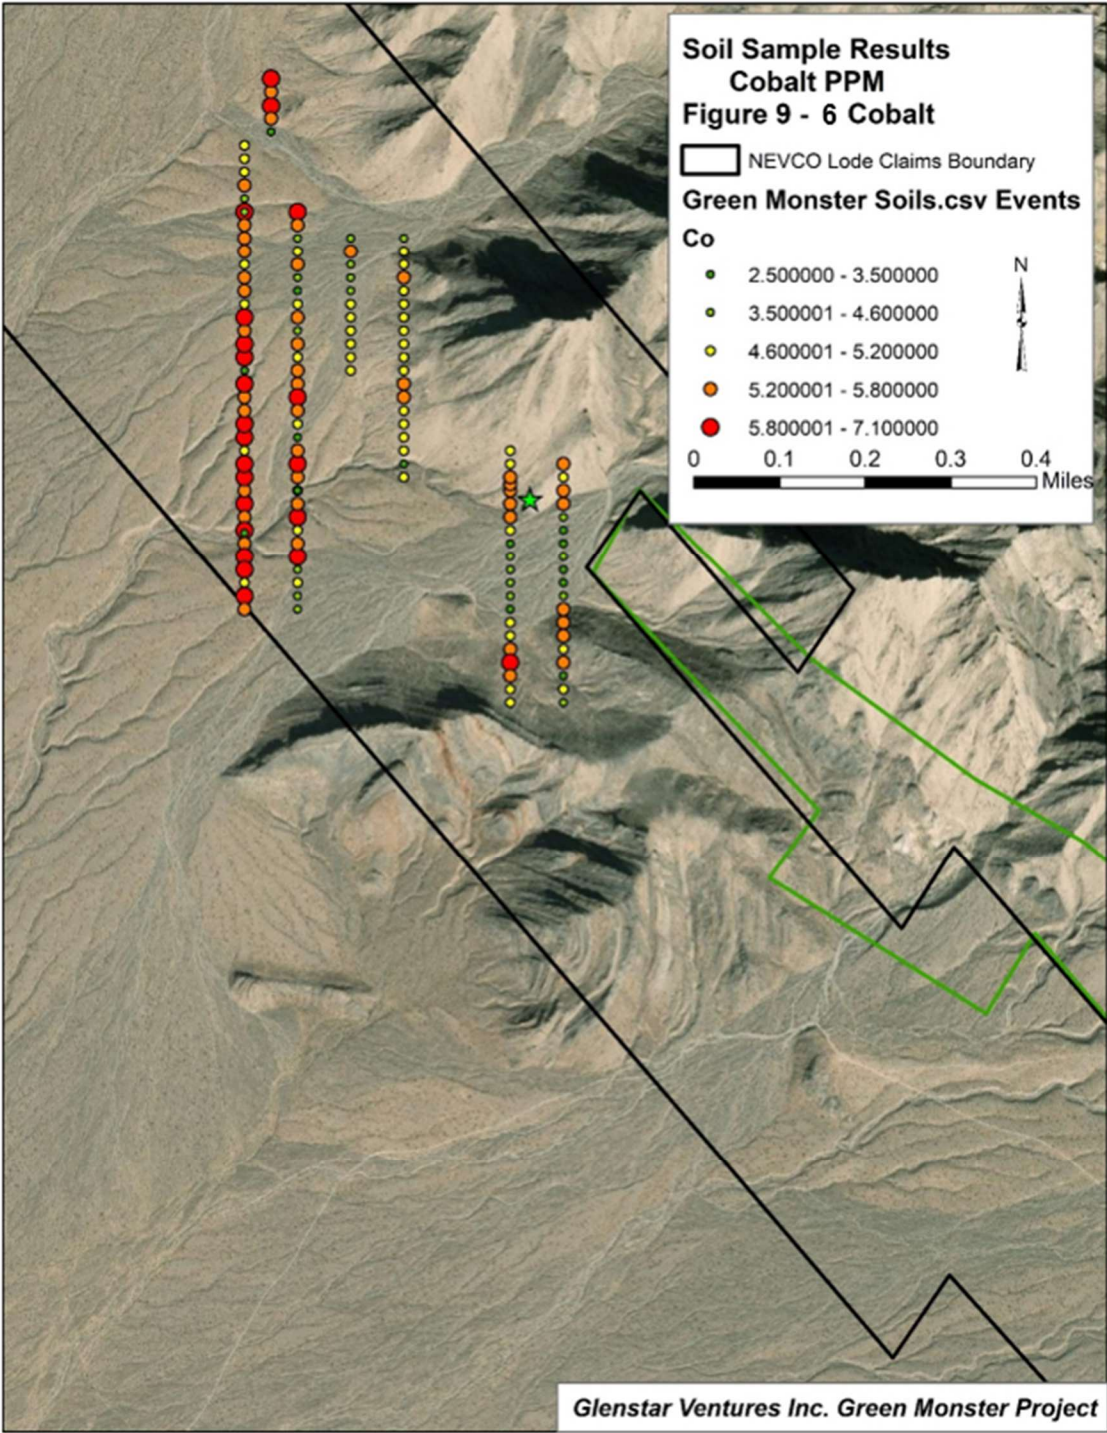 Soil Sample Results
Cobalt PPM
Figure 9 - 6 Cobalt
NEVCO Lode Claims Boundary
Green Monster Soils.csv Events
Co
2.500000 - 3.500000
3.500001 - 4.600000
4.600001 - 5.200000
5.200001 - 5.800000
5.800001 - 7.100000
N
0 0.1 0.2 0.3 0.4
Miles
Glenstar Ventures Inc. Green Monster Project